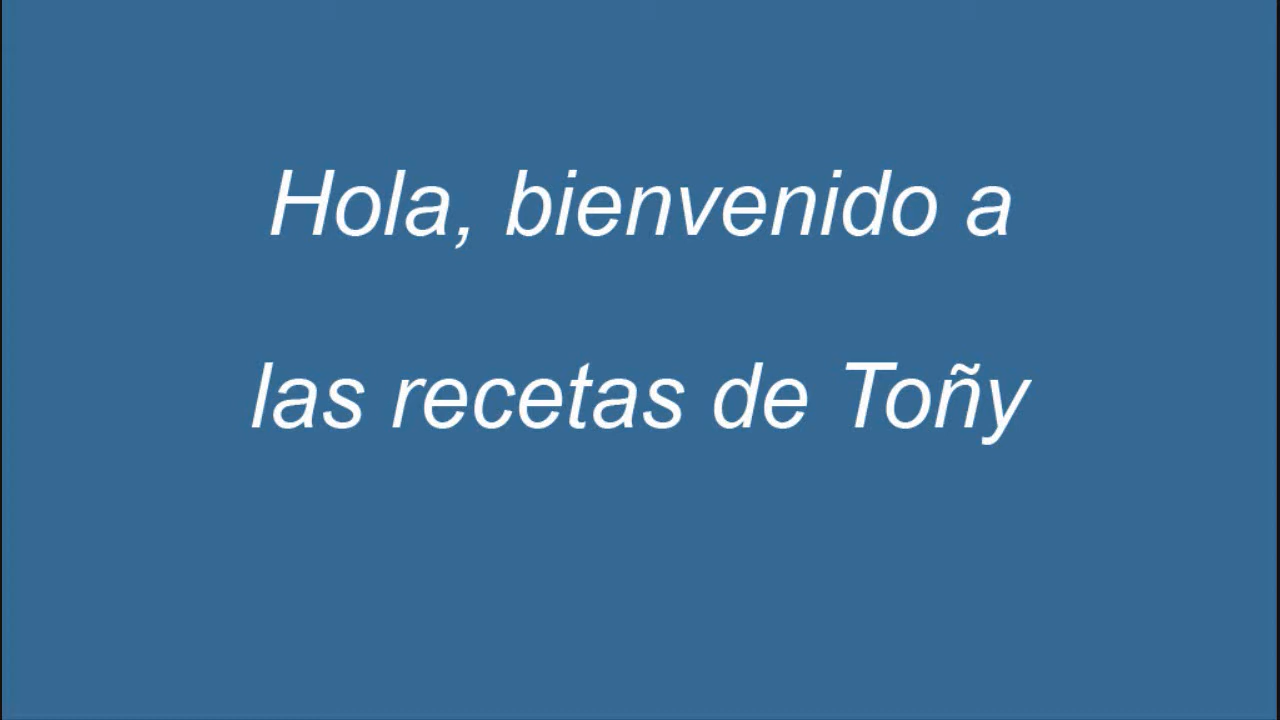 Hola, bienvenido a
las recetas de Toñy